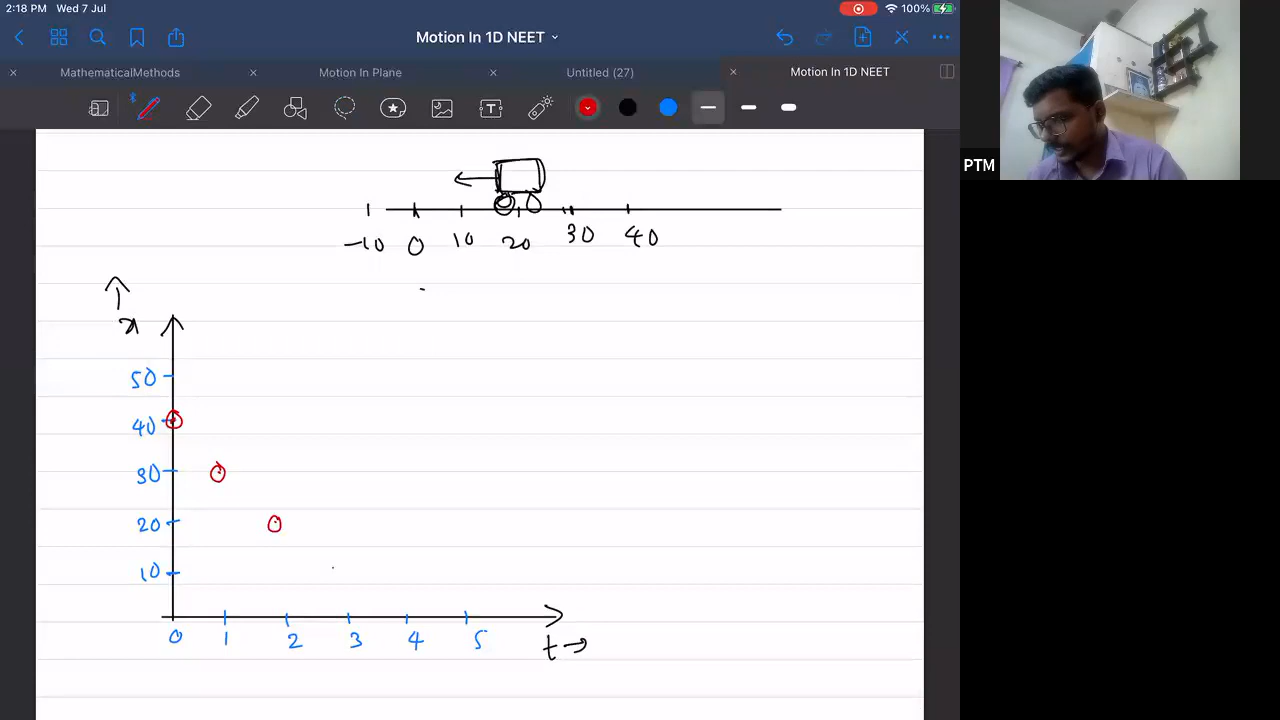 2:18 PM Wed 7 Jul
100%
Motion In 1D NEET
MathematicalMethods
Motion In Plane
Untitled (27)
Motion In 1D NEET
T
PTM
-10 0 10 20 30 40
x
50
40
30
20
10
0 1 2 3 4 5
t →